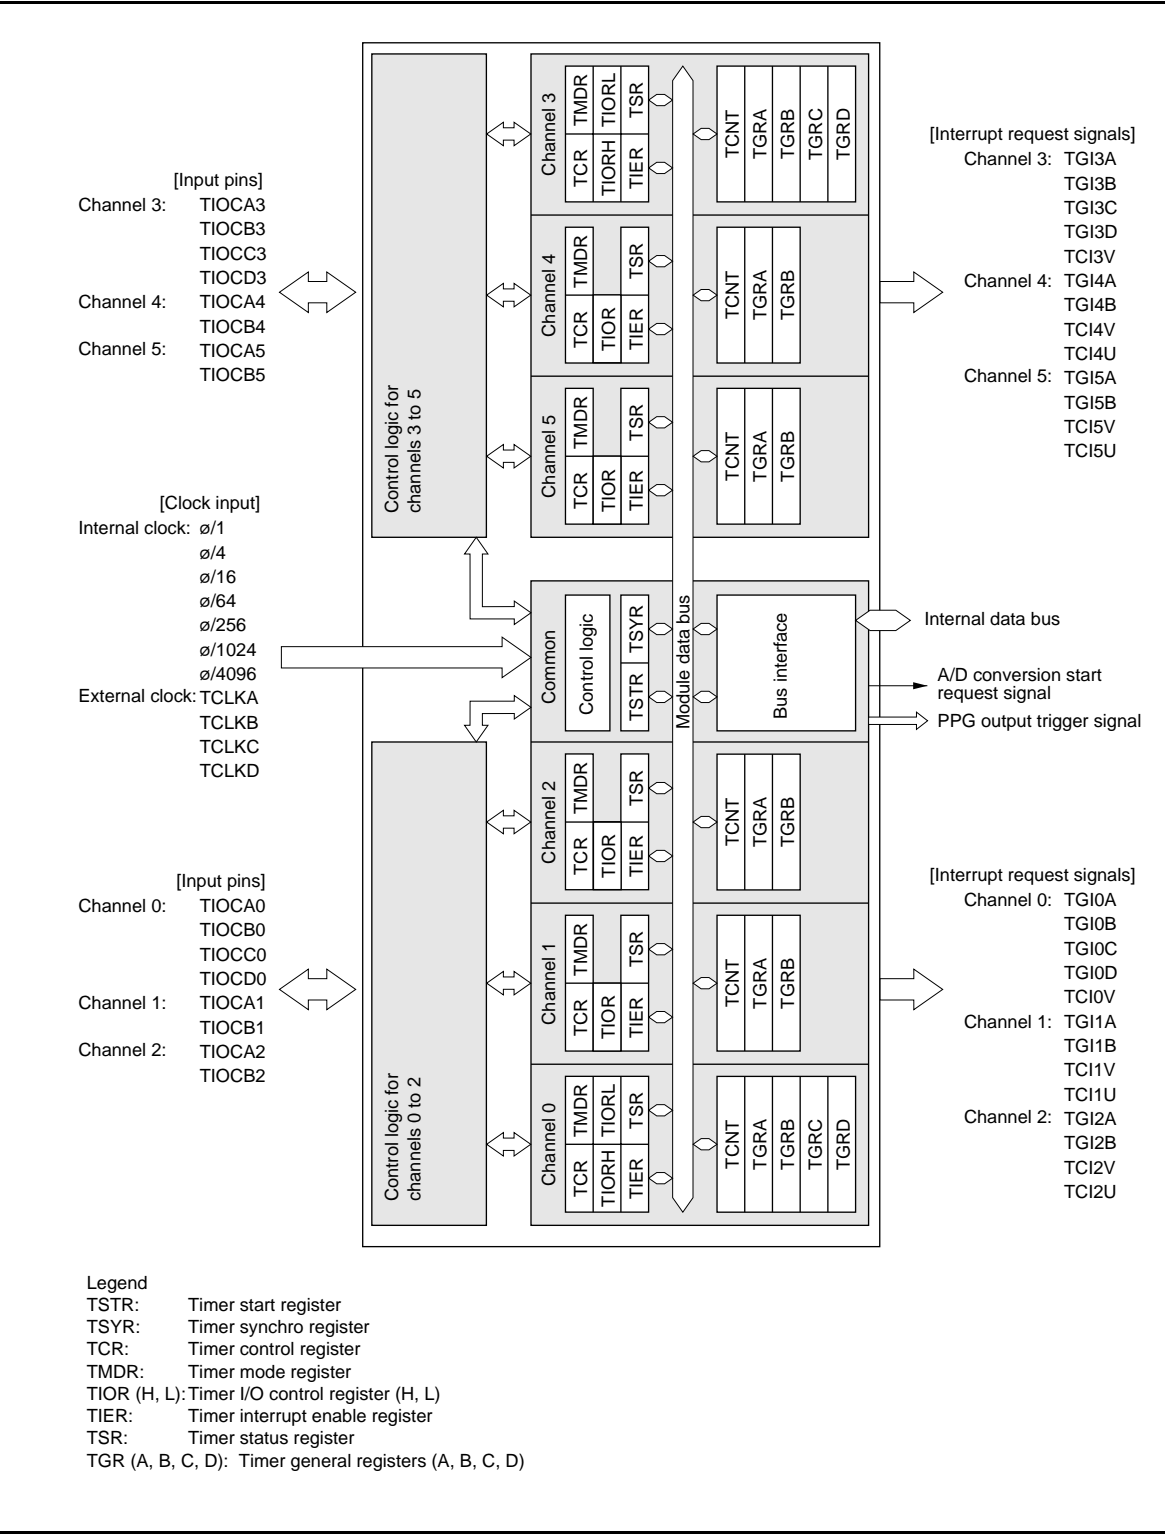 [Input pins]
Channel 3: TIOCA3
TIOCB3
TIOCC3
TIOCD3
Channel 4: TIOCA4
TIOCB4
Channel 5: TIOCA5
TIOCB5
[Clock input]
Internal clock: ø/1
ø/4
ø/16
ø/64
ø/256
ø/1024
ø/4096
External clock: TCLKA
TCLKB
TCLKC
TCLKD
[Input pins]
Channel 0: TIOCA0
TIOCB0
TIOCC0
TIOCD0
Channel 1: TIOCA1
TIOCB1
Channel 2: TIOCA2
TIOCB2
Control logic for
channels 3 to 5
Control logic for
channels 0 to 2
Channel 3
TCR TMDR
TIORH TIORL
TIER TSR
TCNT
TGRA
TGRB
TGRC
TGRD
Channel 4
TCR TMDR
TIOR
TIER TSR
TCNT
TGRA
TGRB
Channel 5
TCR TMDR
TIOR
TIER TSR
TCNT
TGRA
TGRB
Common
Control logic
TSTR TSYR
Module data bus
Bus interface
Channel 2
TCR TMDR
TIOR
TIER TSR
TCNT
TGRA
TGRB
Channel 1
TCR TMDR
TIOR
TIER TSR
TCNT
TGRA
TGRB
Channel 0
TCR TMDR
TIORH TIORL
TIER TSR
TCNT
TGRA
TGRB
TGRC
TGRD
[Interrupt request signals]
Channel 3: TGI3A
TGI3B
TGI3C
TGI3D
TCI3V
Channel 4: TGI4A
TGI4B
TCI4V
TCI4U
Channel 5: TGI5A
TGI5B
TCI5V
TCI5U
Internal data bus
A/D conversion start
request signal
PPG output trigger signal
[Interrupt request signals]
Channel 0: TGI0A
TGI0B
TGI0C
TGI0D
TCI0V
Channel 1: TGI1A
TGI1B
TCI1V
TCI1U
Channel 2: TGI2A
TGI2B
TCI2V
TCI2U
Legend
TSTR: Timer start register
TSYR: Timer synchro register
TCR: Timer control register
TMDR: Timer mode register
TIOR (H, L): Timer I/O control register (H, L)
TIER: Timer interrupt enable register
TSR: Timer status register
TGR (A, B, C, D): Timer general registers (A, B, C, D)